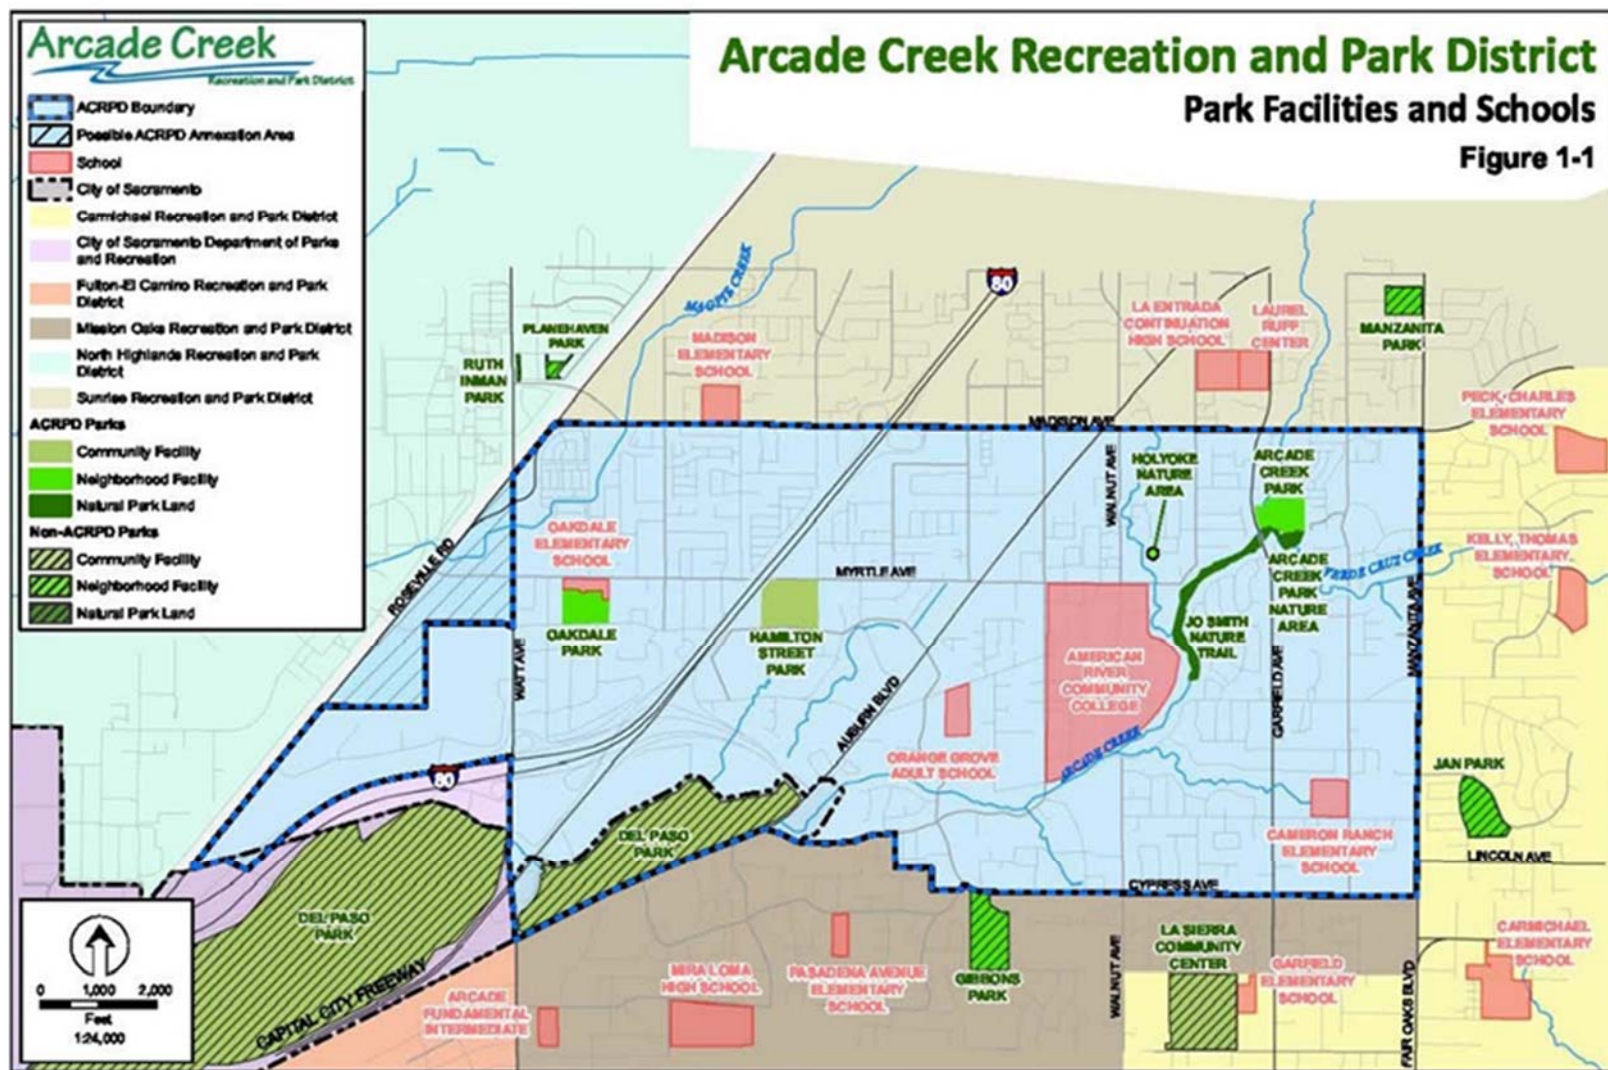 Arcade Creek
Recreation and Park District
ACRPD Boundary
Possible ACRPD Annexation Area
School
City of Sacramento
Carmichael Recreation and Park District
City of Sacramento Department of Parks
and Recreation
Fulton-El Camino Recreation and Park
District
Mission Oaks Recreation and Park District
North Highlands Recreation and Park
District
Sunrise Recreation and Park District
ACRPD Parks
Community Facility
Neighborhood Facility
Natural Park Land
Non-ACRPD Parks
Community Facility
Neighborhood Facility
Natural Park Land
Arcade Creek Recreation and Park District
Park Facilities and Schools
Figure 1-1
MAGPIE CREEK
80
PLANEHAVEN
PARK
RUTH
INMAN
PARK
MADISON
ELEMENTARY
SCHOOL
LA ENTRADA
CONTINUATION
HIGH SCHOOL
LAUREL
RUFF
CENTER
MANZANITA
PARK
PECK, CHARLES
ELEMENTARY
SCHOOL
MADISON AVE
WALNUT AVE
HOLYOKE
NATURE
AREA
ARCADE
CREEK
PARK
OAKDALE
ELEMENTARY
SCHOOL
ROSEVILLE RD
MYRTLE AVE
ARCADE
CREEK
PARK
NATURE
AREA
VERDE CRUZ CREEK
KELLY, THOMAS
ELEMENTARY
SCHOOL
MANZANITA AVE
OAKDALE
PARK
HAMILTON
STREET
PARK
JO SMITH
NATURE
TRAIL
WATT AVE
AMERICAN
RIVER
COMMUNITY
COLLEGE
GARFIELD AVE
AUBURN BLVD
ORANGE GROVE
ADULT SCHOOL
ARCADE CREEK
80
JAN PARK
DEL PASO
PARK
CAMERON RANCH
ELEMENTARY
SCHOOL
LINCOLN AVE
CYPRESS AVE
DEL PASO
PARK
CAPITAL CITY FREEWAY
ARCADE
FUNDAMENTAL
INTERMEDIATE
MIRA LOMA
HIGH SCHOOL
PASADENA AVENUE
ELEMENTARY
SCHOOL
GIBBONS
PARK
WALNUT AVE
LA SIERRA
COMMUNITY
CENTER
GARFIELD
ELEMENTARY
SCHOOL
FAIR OAKS BLVD
CARMICHAEL
ELEMENTARY
SCHOOL
0 1,000 2,000
Feet
1:24,000